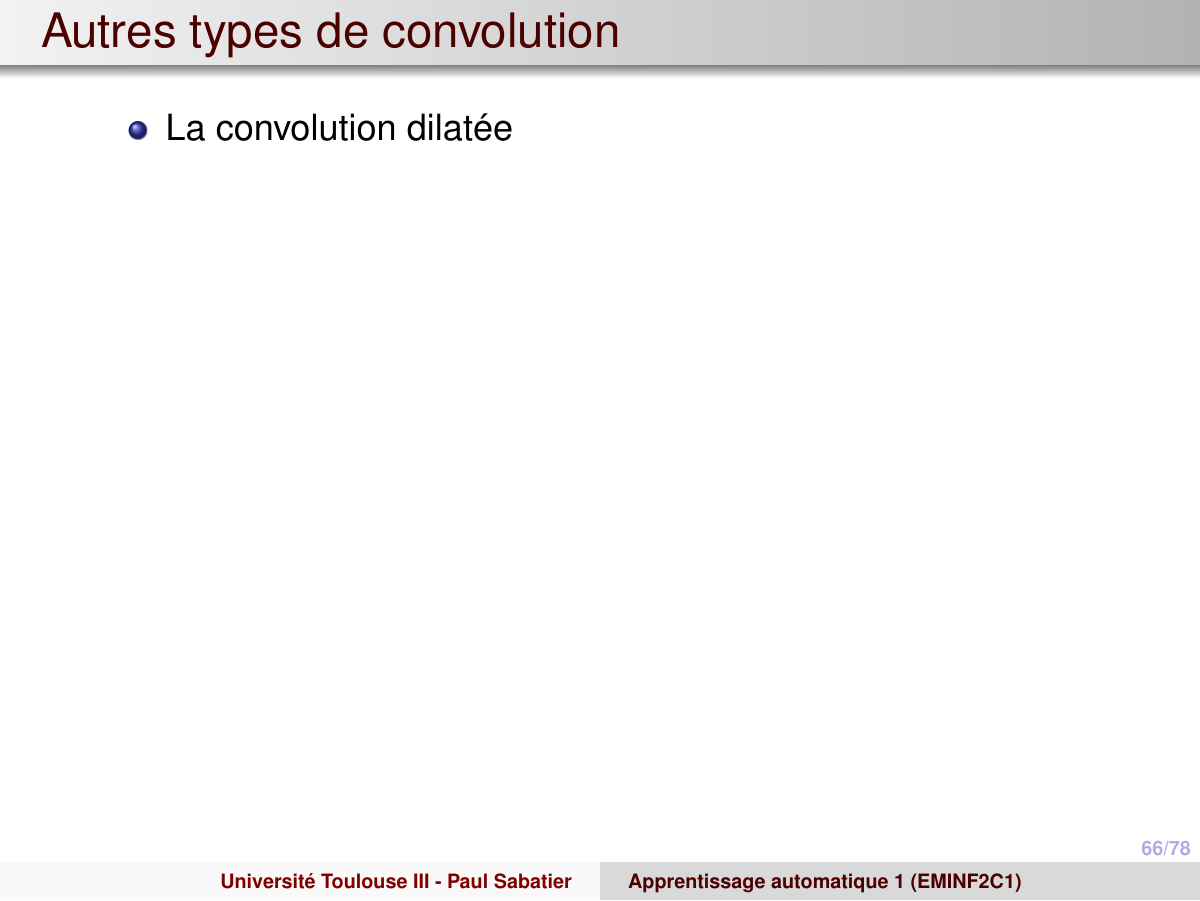 Autres types de convolution
La convolution dilatée
66/78
Université Toulouse III - Paul Sabatier
Apprentissage automatique 1 (EMINF2C1)